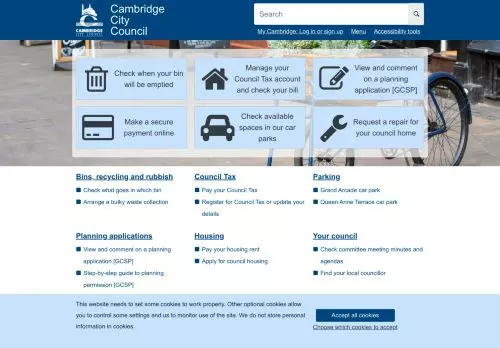 Cambridge
City
Council
CAMBRIDGE
CITY COUNCIL
Search
My Cambridge: Log in or sign up
Menu
Accessibility tools
Check when your bin
will be emptied
Manage your
Council Tax account
and check your bill
View and comment
on a planning
application [GCSP]
Make a secure
payment online
Check available
spaces in our car
parks
Request a repair for
your council home
Bins, recycling and rubbish
Check what goes in which bin
Arrange a bulky waste collection
Council Tax
Pay your Council Tax
Register for Council Tax or update your
details
Parking
Grand Arcade car park
Queen Anne Terrace car park
Planning applications
View and comment on a planning
application [GCSP]
Step-by-step guide to planning
permission [GCSP]
Housing
Pay your housing rent
Apply for council housing
Your council
Check committee meeting minutes and
agendas
Find your local councillor
This website needs to set some cookies to work properly. Other optional cookies allow
you to control some settings and us to monitor use of the site. We do not store personal
information in cookies.
Accept all cookies
Choose which cookies to accept